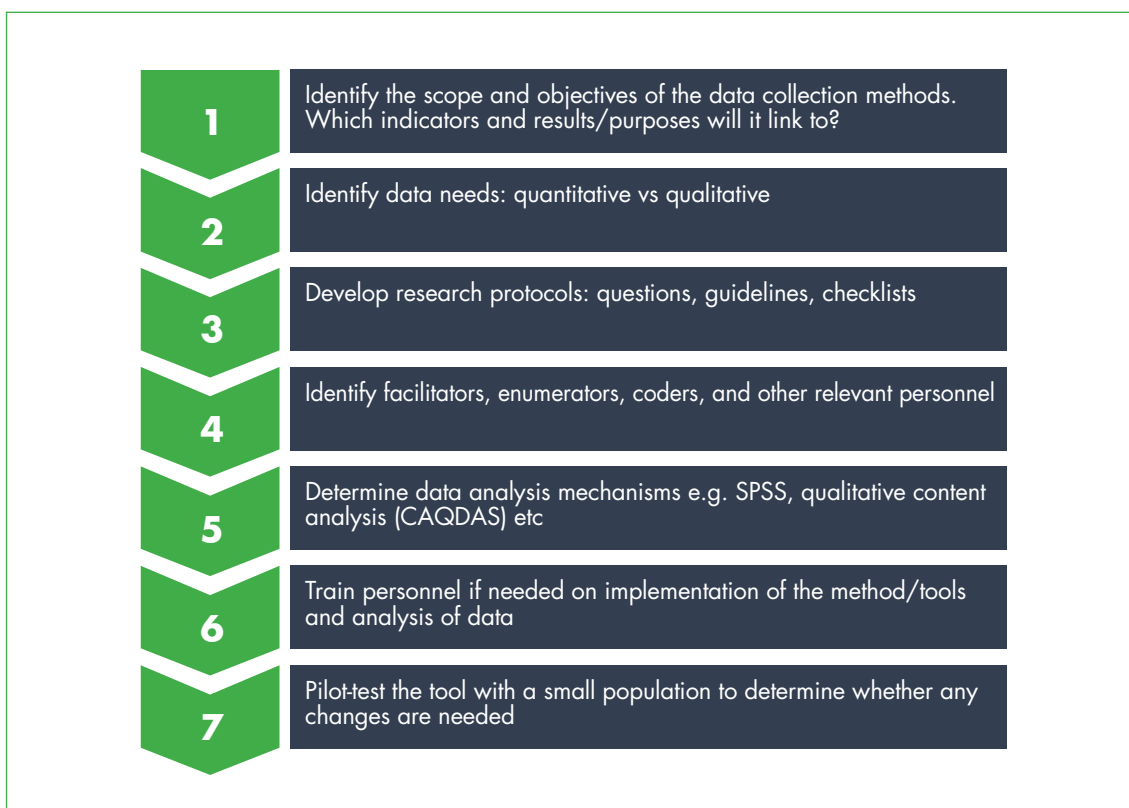 1
Identify the scope and objectives of the data collection methods.
Which indicators and results/purposes will it link to?
2
Identify data needs: quantitative vs qualitative
3
Develop research protocols: questions, guidelines, checklists
4
Identify facilitators, enumerators, coders, and other relevant personnel
5
Determine data analysis mechanisms e.g. SPSS, qualitative content
analysis (CAQDAS) etc
6
Train personnel if needed on implementation of the method/tools
and analysis of data
7
Pilot-test the tool with a small population to determine whether any
changes are needed